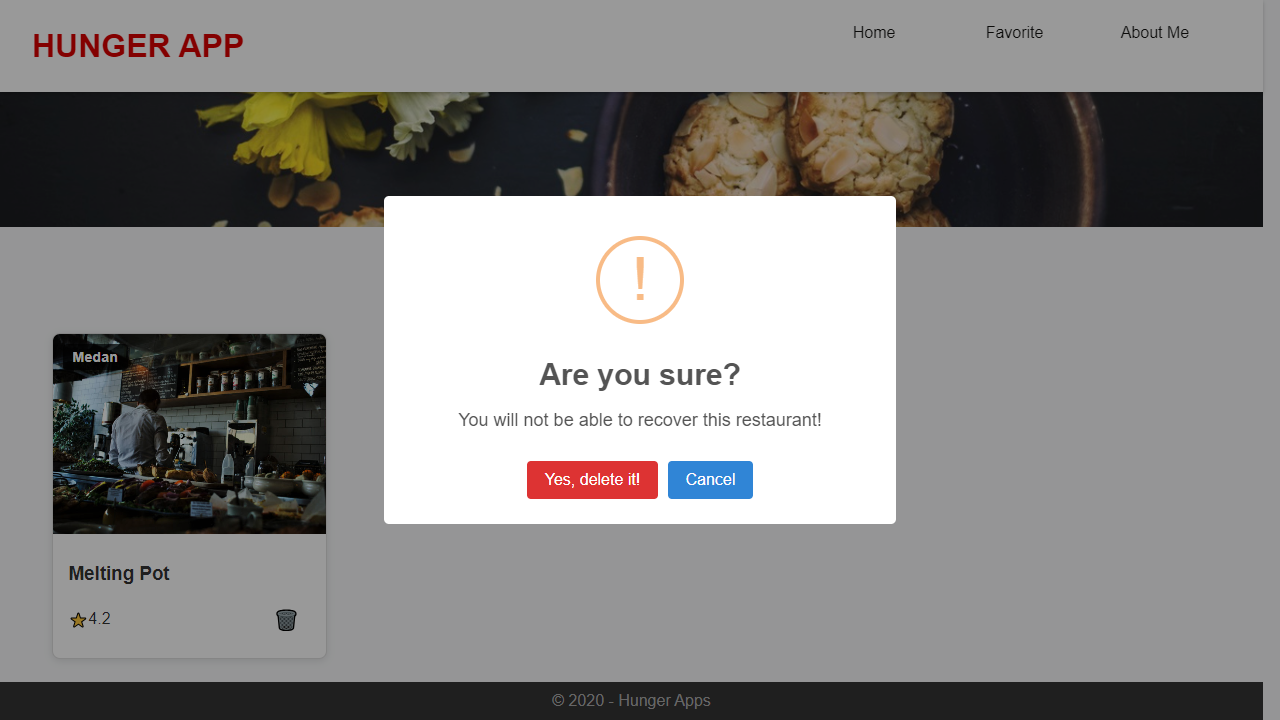 HUNGER APP
Home
Favorite
About Me
!
Are you sure?
You will not be able to recover this restaurant!
Yes, delete it!
Cancel
Medan
Melting Pot
4.2
© 2020 - Hunger Apps